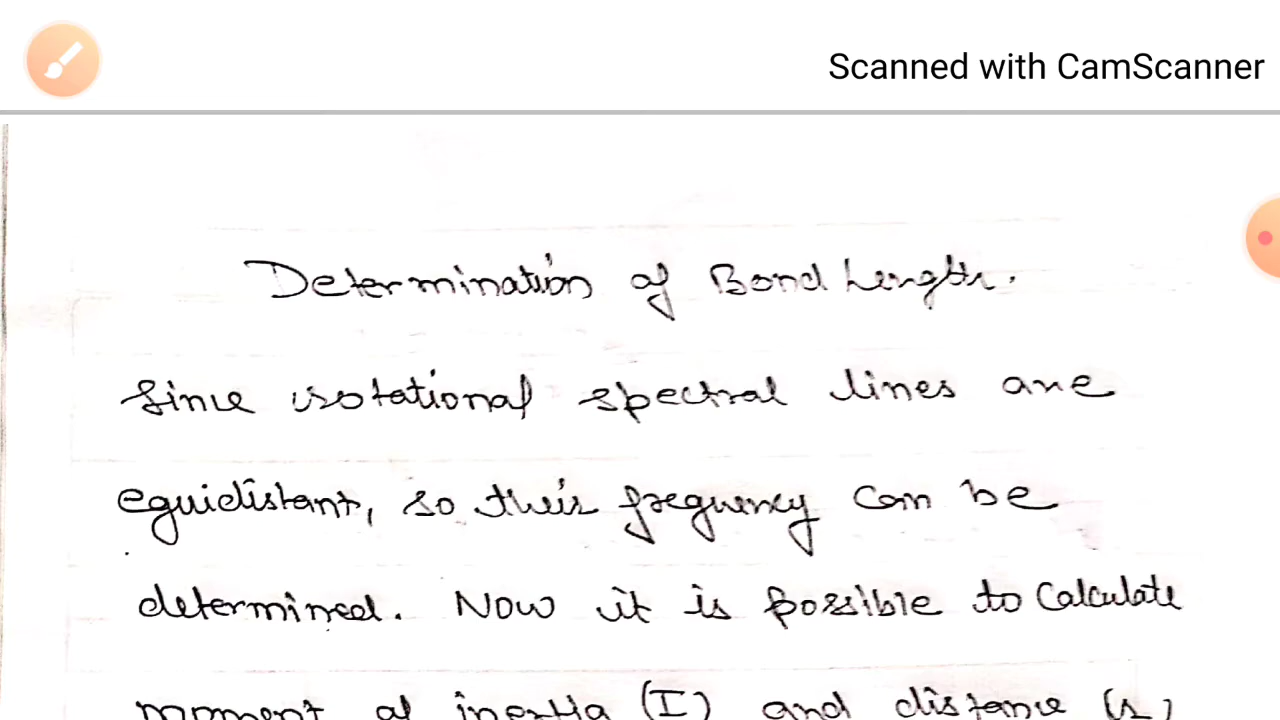 Scanned with CamScanner
Determination of Bond Length.
Since rotational spectral lines are
equidistant, so their frequency can be
determined. Now it is possible to Calculate
moment of inertia (I) and distance (r)